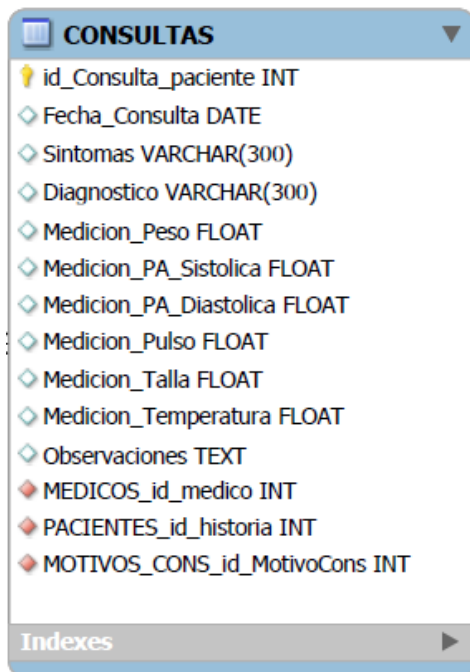 CONSULTAS
id_Consulta_paciente INT
Fecha_Consulta DATE
Sintomas VARCHAR(300)
Diagnostico VARCHAR(300)
Medicion_Peso FLOAT
Medicion_PA_Sistolica FLOAT
Medicion_PA_Diastolica FLOAT
Medicion_Pulso FLOAT
Medicion_Talla FLOAT
Medicion_Temperatura FLOAT
Observaciones TEXT
MEDICOS_id_medico INT
PACIENTES_id_historia INT
MOTIVOS_CONS_id_MotivoCons INT
Indexes